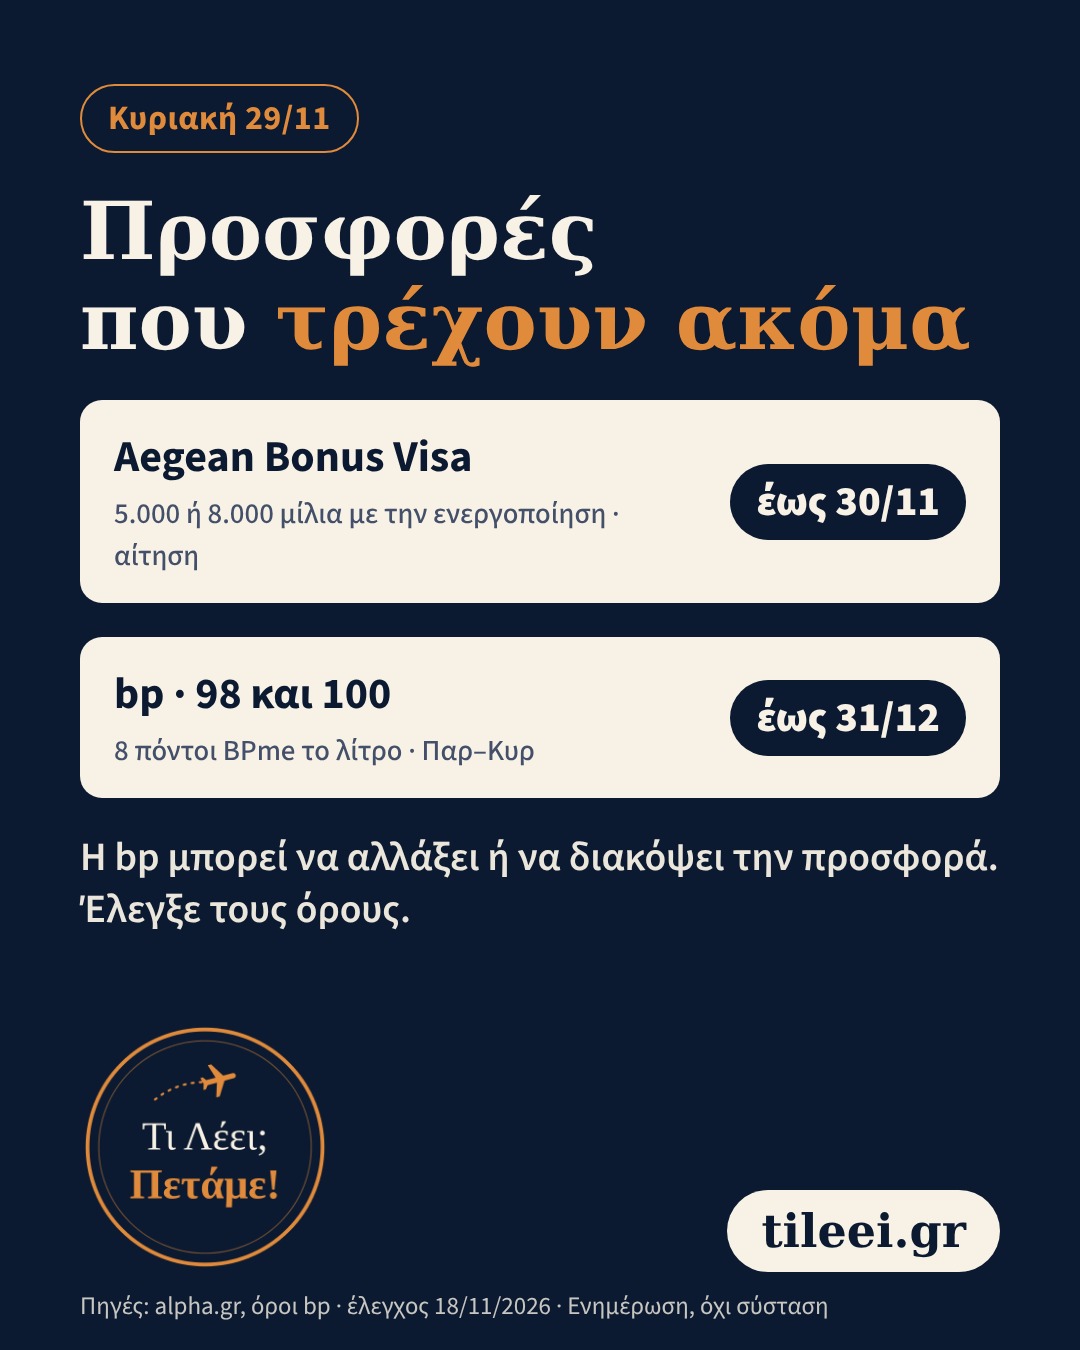 Κυριακή 29/11
Προσφορές
που τρέχουν ακόμα
Aegean Bonus Visa
5.000 ή 8.000 μίλια με την ενεργοποίηση ·
αίτηση
έως 30/11
bp · 98 και 100
8 πόντοι BPme το λίτρο · Παρ–Κυρ
έως 31/12
Η bp μπορεί να αλλάξει ή να διακόψει την προσφορά.
Έλεγξε τους όρους.
Τι Λέει;
Πετάμε!
tileei.gr
Πηγές: alpha.gr, όροι bp · έλεγχος 18/11/2026 · Ενημέρωση, όχι σύσταση